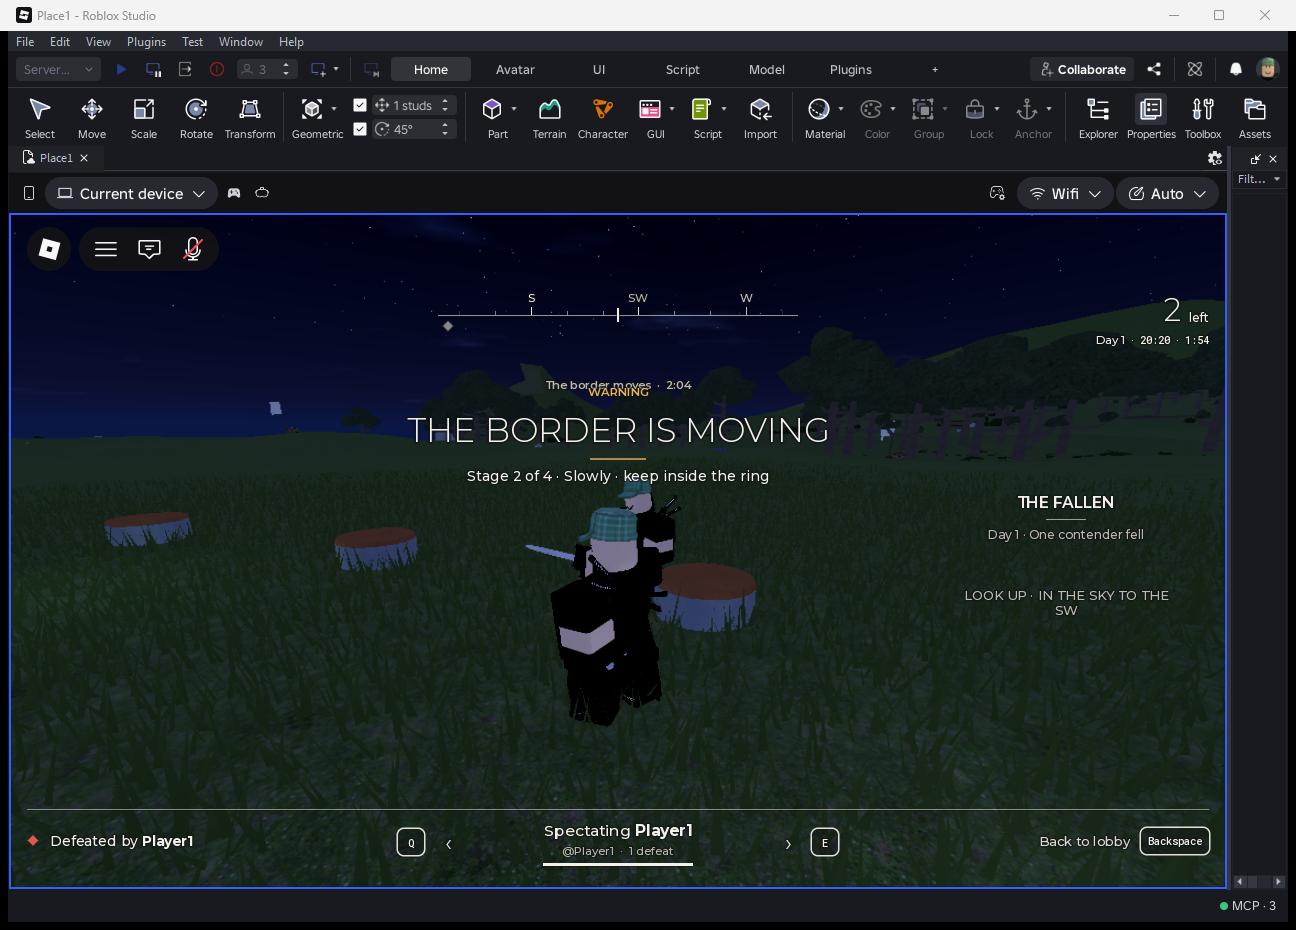 Place1 - Roblox Studio
File Edit View Plugins Test Window Help
Server... 3 Home Avatar UI Script Model Plugins + Collaborate
1 studs
45°
Select Move Scale Rotate Transform Geometric Part Terrain Character GUI Script Import Material Color Group Lock Anchor Explorer Properties Toolbox Assets
Place1
Filt...
Current device Wifi Auto
S SW W
2 left
Day 1 · 20:20 · 1:54
The border moves · 2:04
WARNING
THE BORDER IS MOVING
Stage 2 of 4 · Slowly · keep inside the ring
THE FALLEN
Day 1 · One contender fell
LOOK UP · IN THE SKY TO THE
SW
Defeated by Player1
Q ‹ Spectating Player1 › E
@Player1 · 1 defeat
Back to lobby Backspace
MCP · 3